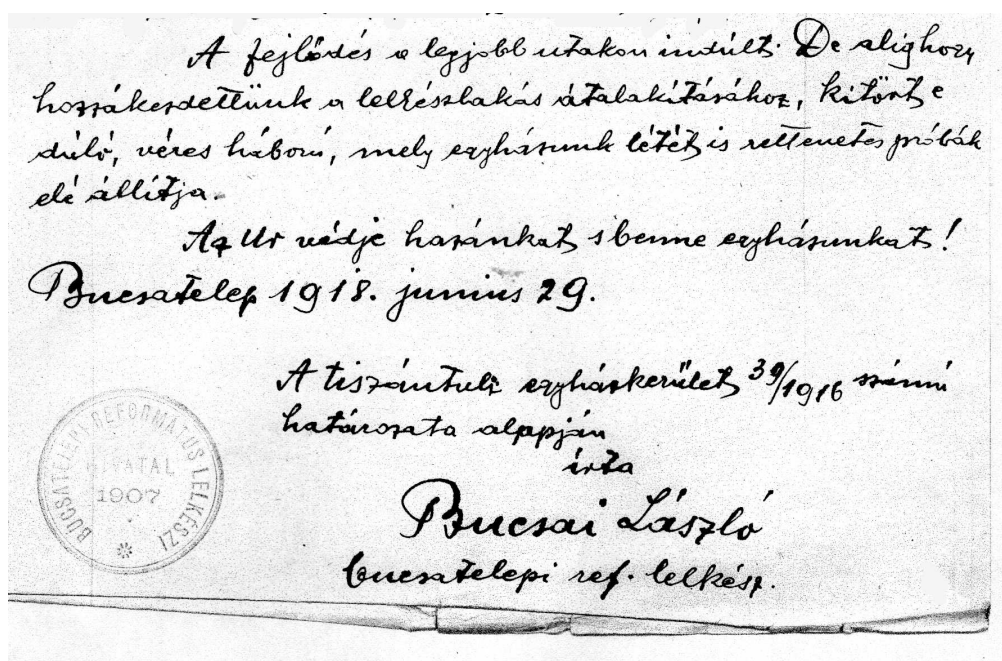 A fejlődés a legjobb utakon indúlt. De alighogy
hozzákezdettünk a lelkészlakás átalakításához, kitört e
dúló, véres háború, mely egyházunk létét is rettenetes próbák
elé állítja.
Az Úr védje hazánkat s benne egyházunkat!
Bucsatelep 1918. junius 29.
A tiszántuli egyházkerület 39/1916 számú
határozata alapján
írta
Bucsai László
bucsatelepi ref. lelkész.
BUCSATELEPI REFORMÁTUS LELKÉSZI
HIVATAL
1907